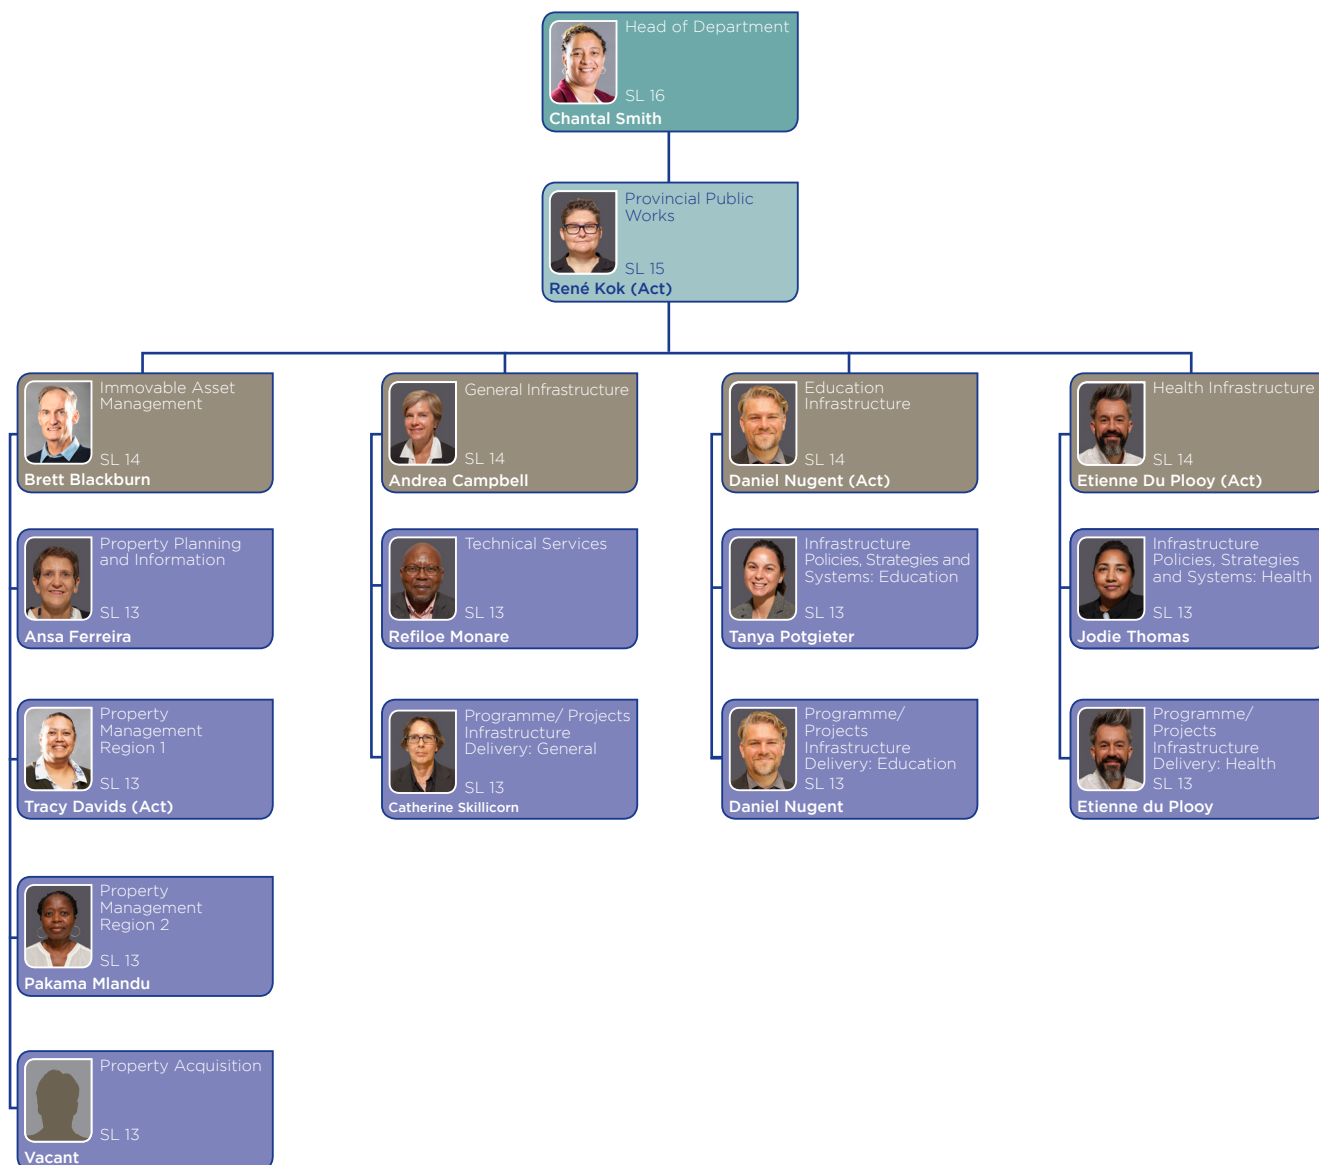 Head of Department
SL 16
Chantal Smith
Provincial Public
Works
SL 15
René Kok (Act)
Immovable Asset
Management
SL 14
Brett Blackburn
General Infrastructure
SL 14
Andrea Campbell
Education
Infrastructure
SL 14
Daniel Nugent (Act)
Health Infrastructure
SL 14
Etienne Du Plooy (Act)
Property Planning
and Information
SL 13
Ansa Ferreira
Technical Services
SL 13
Refiloe Monare
Infrastructure
Policies, Strategies and
Systems: Education
SL 13
Tanya Potgieter
Infrastructure
Policies, Strategies
and Systems: Health
SL 13
Jodie Thomas
Property
Management
Region 1
SL 13
Tracy Davids (Act)
Programme/ Projects
Infrastructure
Delivery: General
SL 13
Catherine Skillicorn
Programme/
Projects
Infrastructure
Delivery: Education
SL 13
Daniel Nugent
Programme/
Projects
Infrastructure
Delivery: Health
SL 13
Etienne du Plooy
Property
Management
Region 2
SL 13
Pakama Mlandu
Property Acquisition
SL 13
Vacant